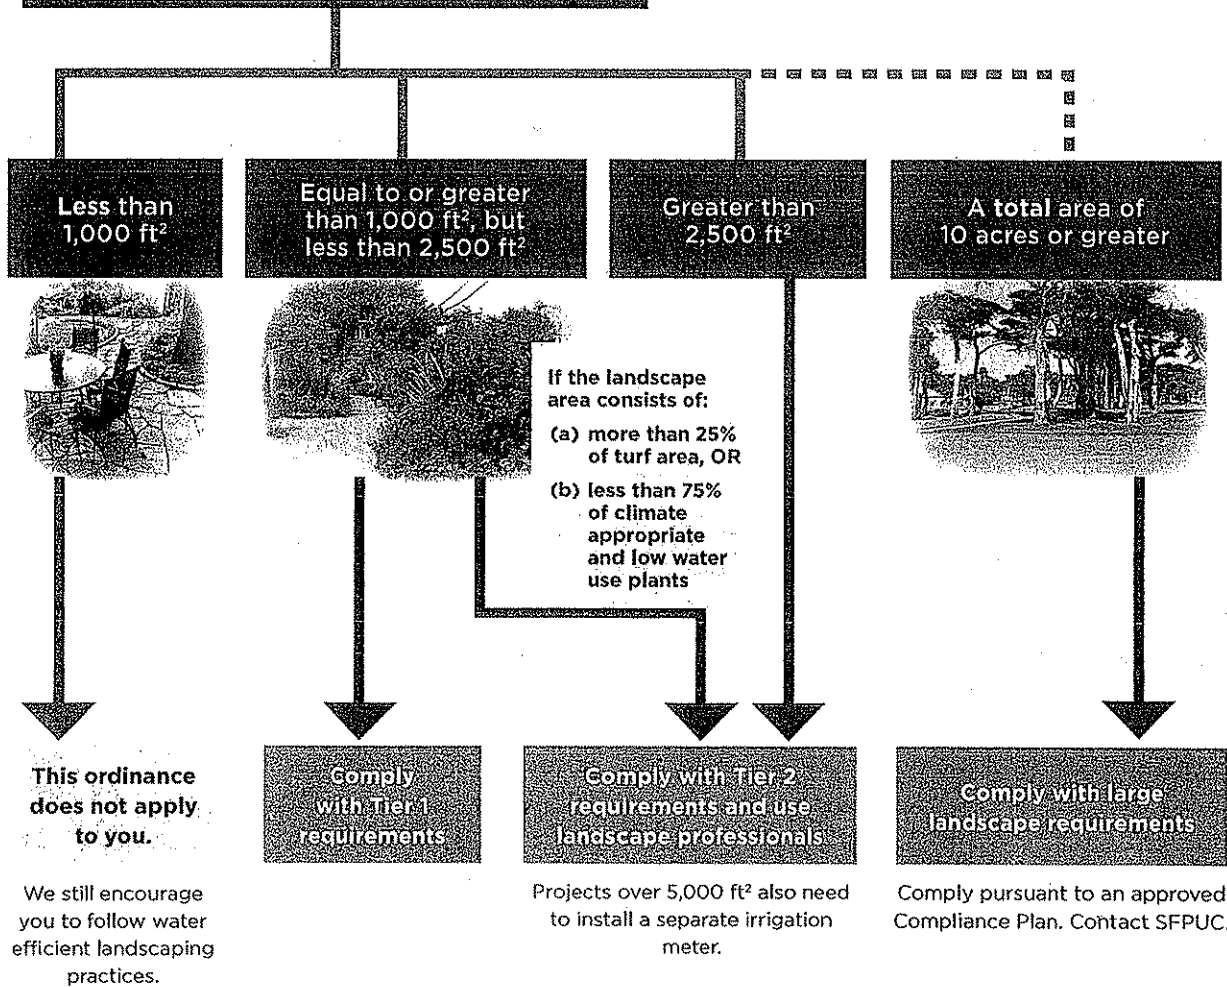 Less than
1,000 ft²
Equal to or greater
than 1,000 ft², but
less than 2,500 ft²
Greater than
2,500 ft²
A total area of
10 acres or greater
If the landscape
area consists of:
(a) more than 25%
of turf area, OR
(b) less than 75%
of climate
appropriate
and low water
use plants
This ordinance
does not apply
to you.
We still encourage
you to follow water
efficient landscaping
practices.
Comply
with Tier 1
requirements
Comply with Tier 2
requirements and use
landscape professionals
Projects over 5,000 ft² also need
to install a separate irrigation
meter.
Comply with large
landscape requirements
Comply pursuant to an approved
Compliance Plan. Contact SFPUC.